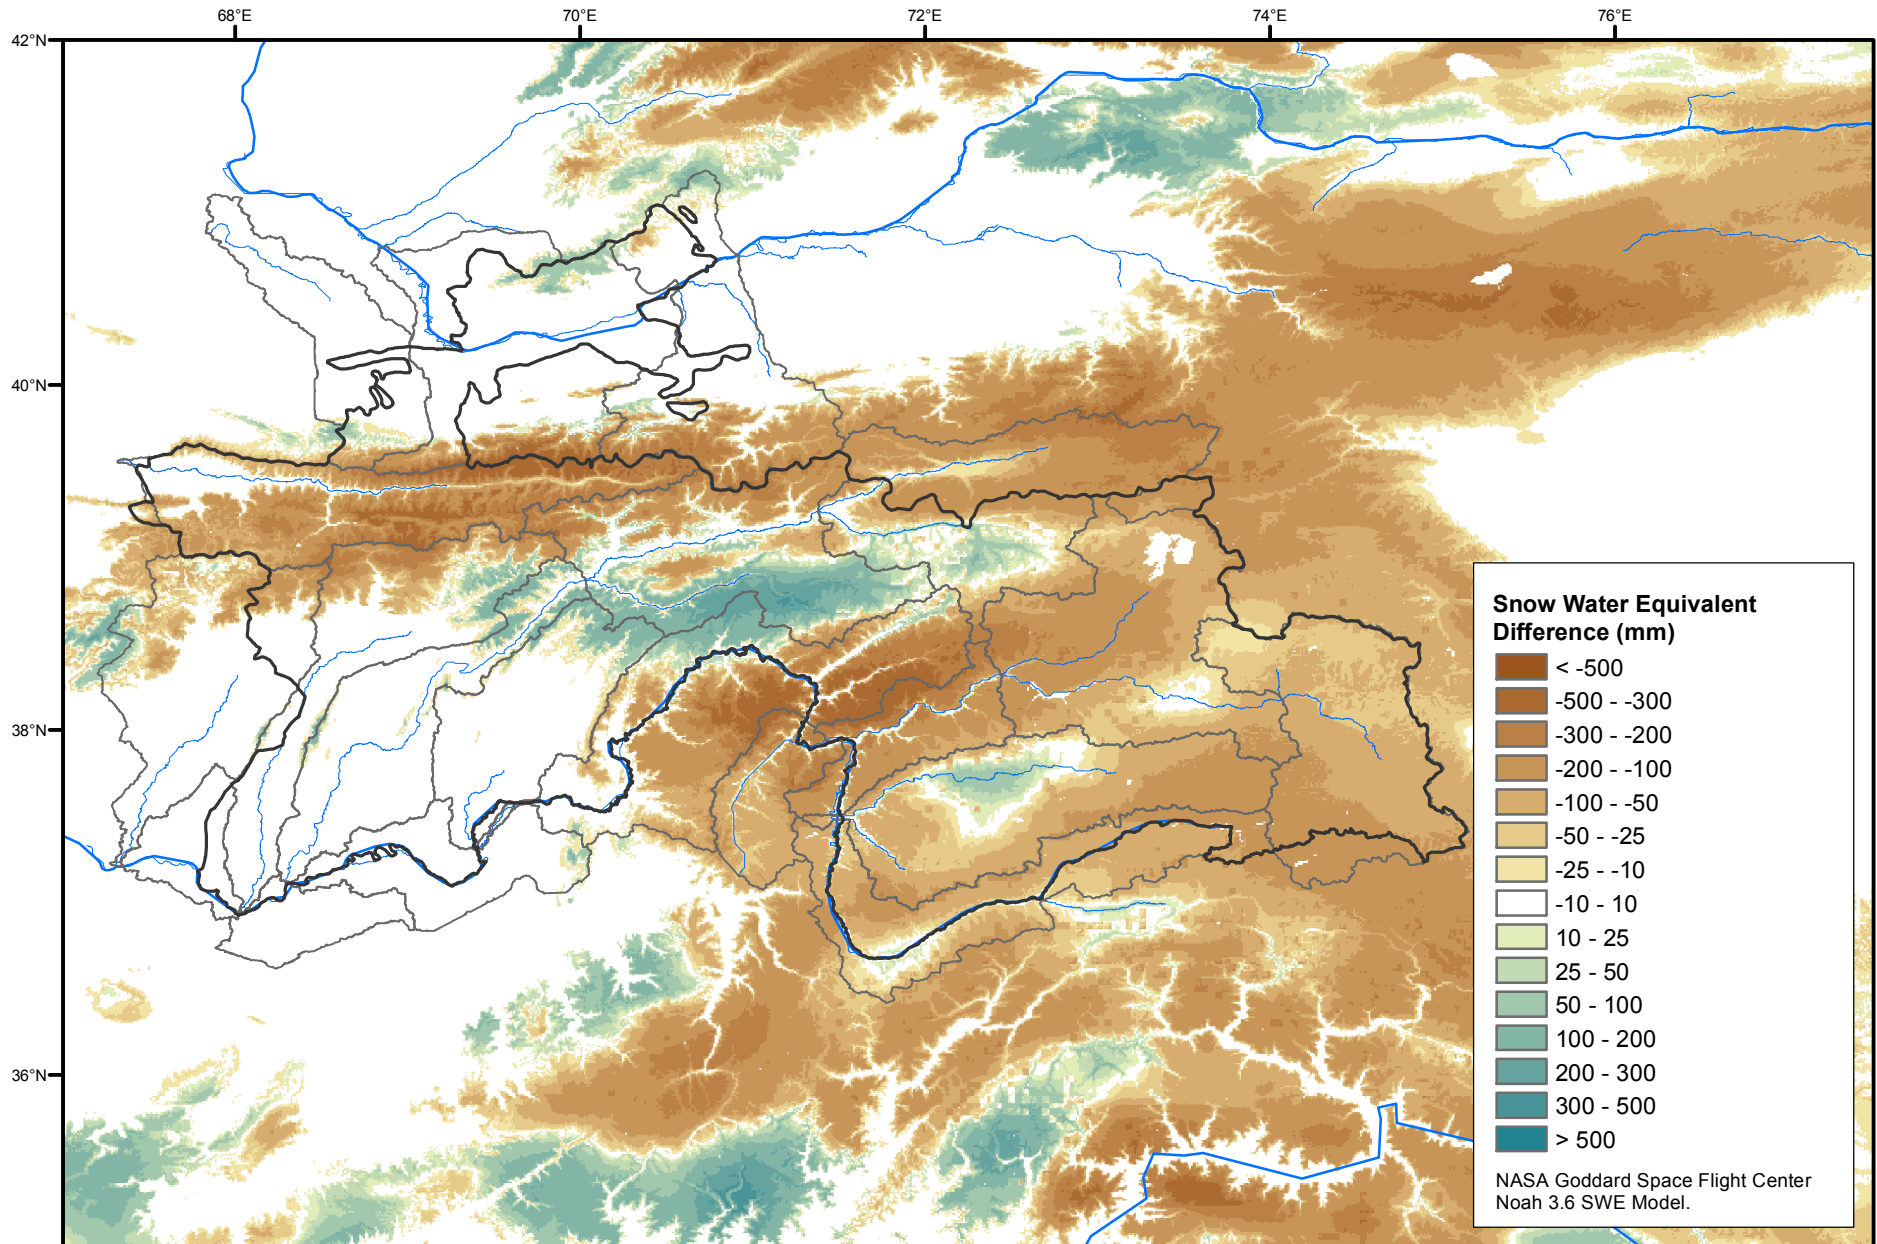 68°E
70°E
72°E
74°E
76°E
42°N
40°N
38°N
36°N
Snow Water Equivalent
Difference (mm)
< -500
-500 - -300
-300 - -200
-200 - -100
-100 - -50
-50 - -25
-25 - -10
-10 - 10
10 - 25
25 - 50
50 - 100
100 - 200
200 - 300
300 - 500
> 500
NASA Goddard Space Flight Center
Noah 3.6 SWE Model.